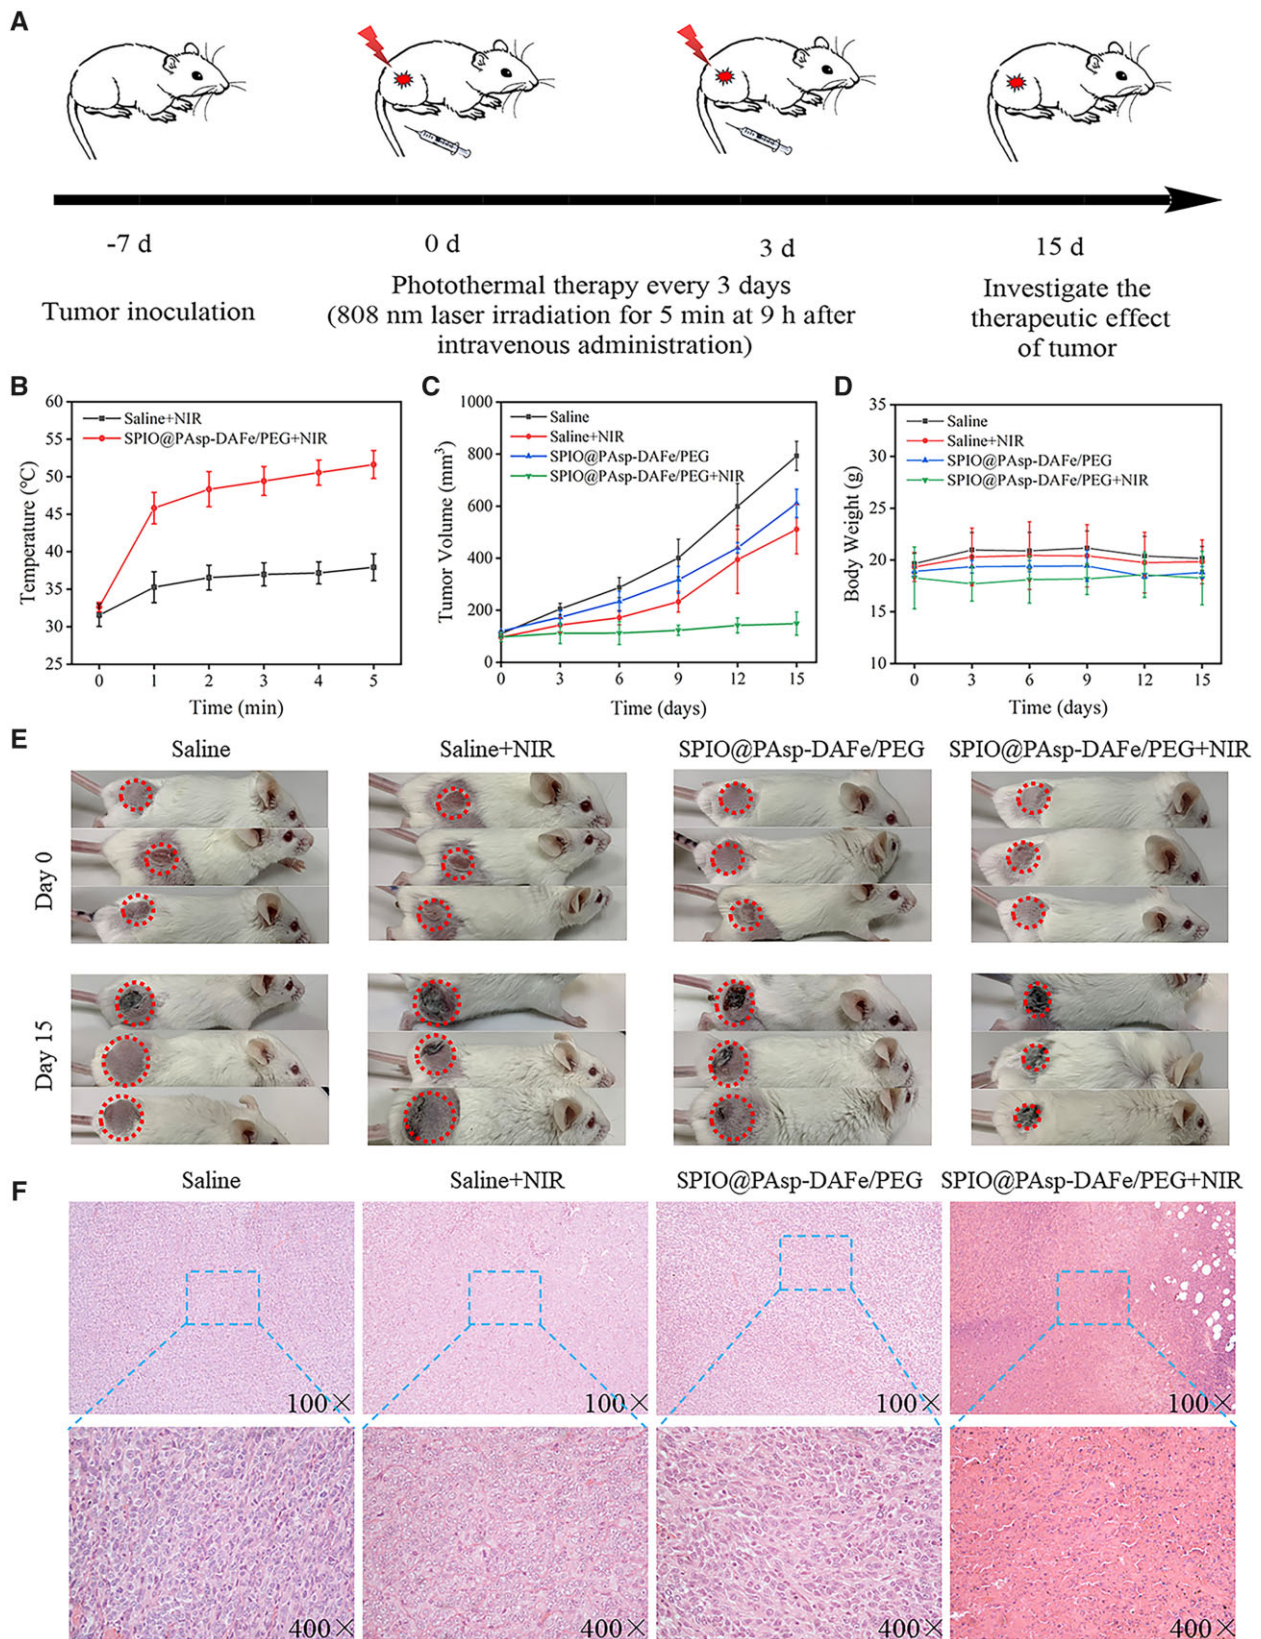 A
-7 d
0 d
3 d
15 d
Tumor inoculation
Photothermal therapy every 3 days
(808 nm laser irradiation for 5 min at 9 h after
intravenous administration)
Investigate the
therapeutic effect
of tumor
B
Temperature (°C)
60
55
50
45
40
35
30
25
Saline+NIR
SPIO@PAsp-DAFe/PEG+NIR
0 1 2 3 4 5
Time (min)
C
Tumor Volume (mm³)
1000
800
600
400
200
0
Saline
Saline+NIR
SPIO@PAsp-DAFe/PEG
SPIO@PAsp-DAFe/PEG+NIR
0 3 6 9 12 15
Time (days)
D
Body Weight (g)
35
30
25
20
15
10
Saline
Saline+NIR
SPIO@PAsp-DAFe/PEG
SPIO@PAsp-DAFe/PEG+NIR
0 3 6 9 12 15
Time (days)
E
Saline Saline+NIR SPIO@PAsp-DAFe/PEG SPIO@PAsp-DAFe/PEG+NIR
Day 0
Day 15
F
Saline Saline+NIR SPIO@PAsp-DAFe/PEG SPIO@PAsp-DAFe/PEG+NIR
100× 100× 100× 100×
400× 400× 400× 400×